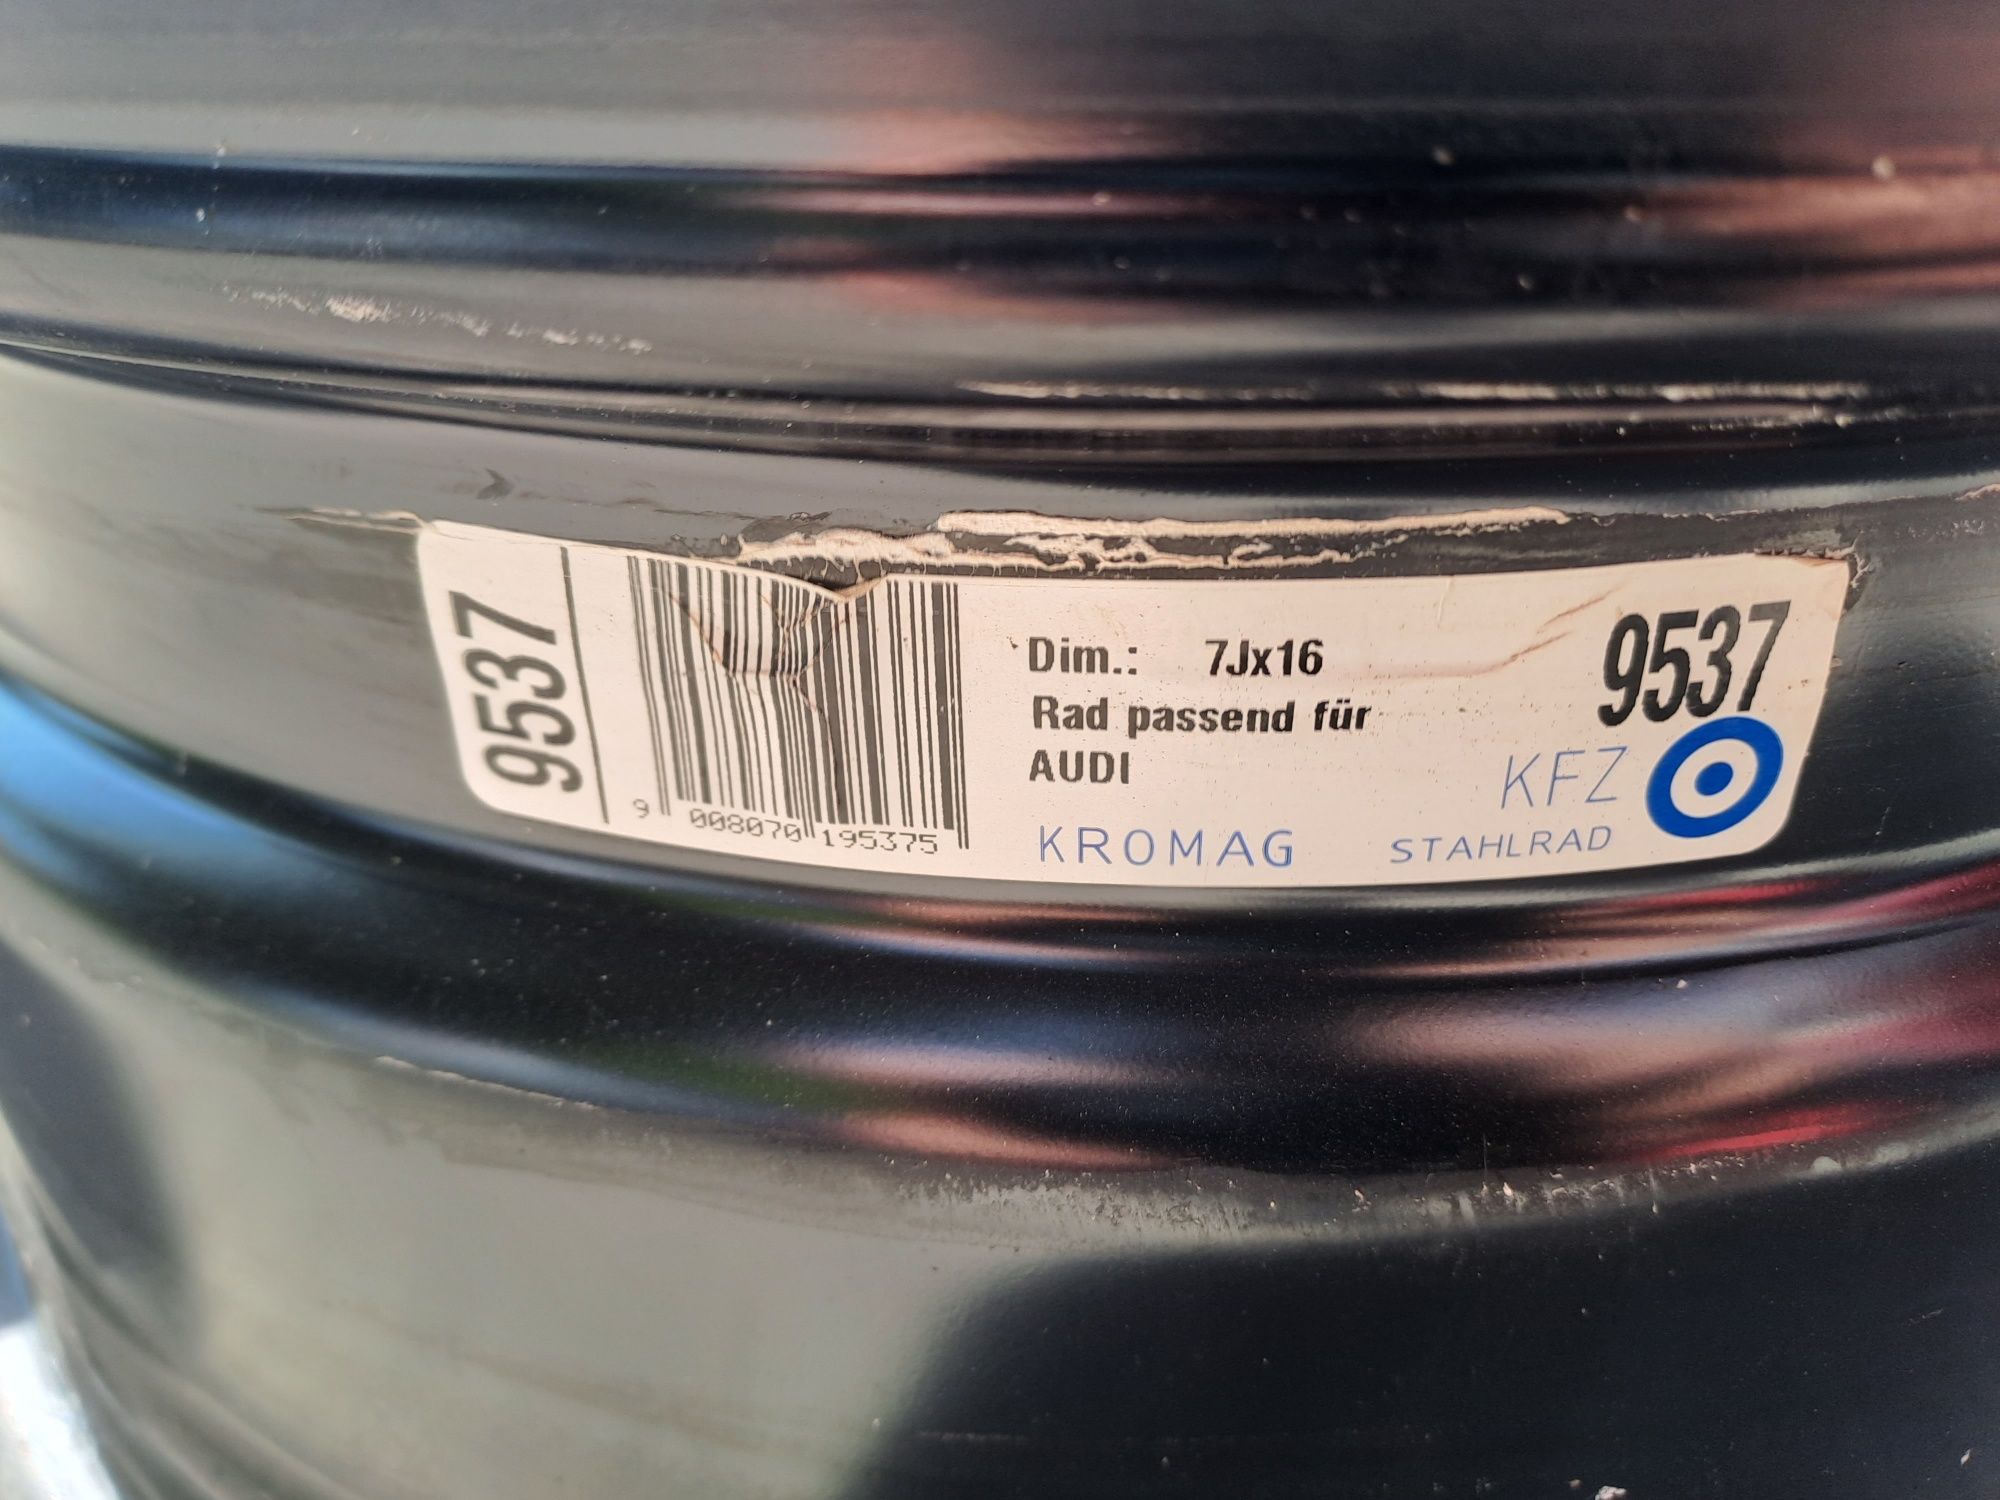 9537
9 008070 195375
Dim.: 7Jx16
Rad passend für
AUDI
KROMAG
9537
KFZ
STAHLRAD